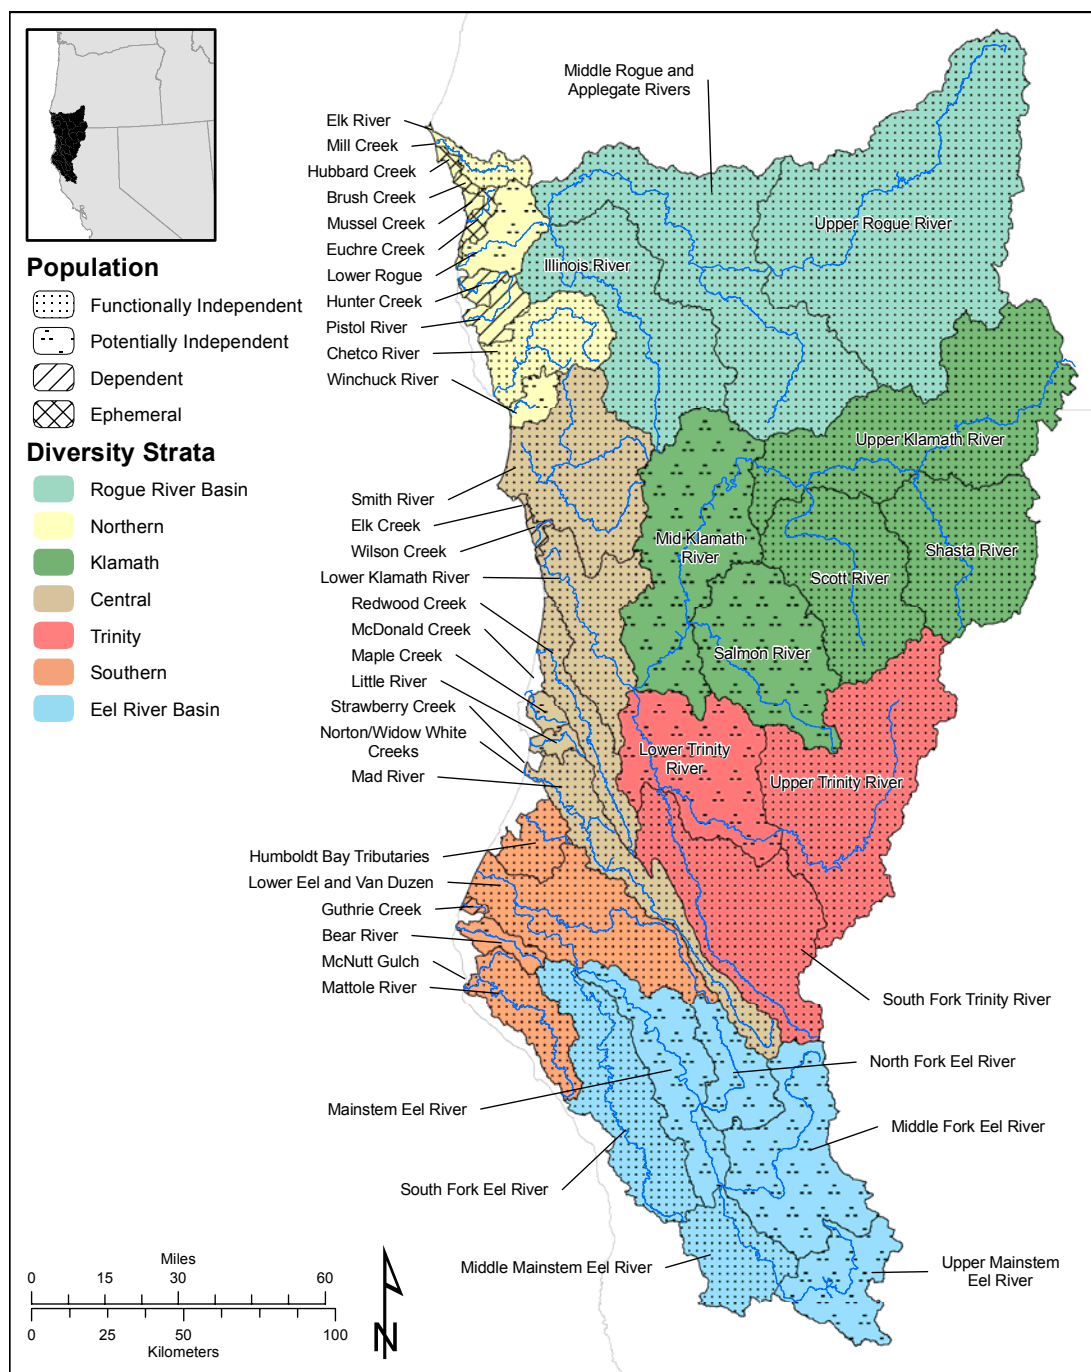 Middle Rogue and
Applegate Rivers
Elk River
Mill Creek
Hubbard Creek
Brush Creek
Mussel Creek
Euchre Creek
Lower Rogue
Hunter Creek
Pistol River
Chetco River
Winchuck River
Upper Rogue River
Illinois River
Population
Functionally Independent
Potentially Independent
Dependent
Ephemeral
Diversity Strata
Rogue River Basin
Northern
Klamath
Central
Trinity
Southern
Eel River Basin
Upper Klamath River
Smith River
Elk Creek
Wilson Creek
Lower Klamath River
Redwood Creek
McDonald Creek
Maple Creek
Little River
Strawberry Creek
Norton/Widow White
Creeks
Mad River
Mid Klamath
River
Shasta River
Scott River
Salmon River
Lower Trinity
River
Upper Trinity River
Humboldt Bay Tributaries
Lower Eel and Van Duzen
Guthrie Creek
Bear River
McNutt Gulch
Mattole River
South Fork Trinity River
North Fork Eel River
Mainstem Eel River
Middle Fork Eel River
South Fork Eel River
Middle Mainstem Eel River
Upper Mainstem
Eel River
Miles
0 15 30 60
0 25 50 100
Kilometers
N